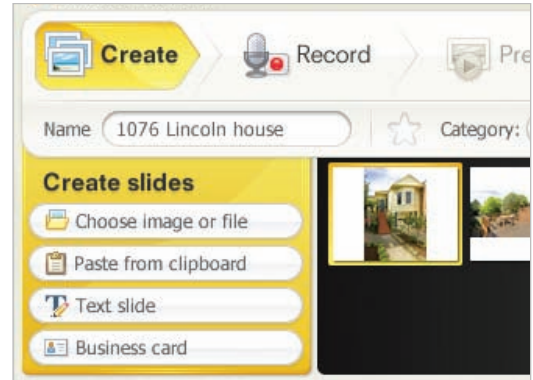 Create Record Pre
Name 1076 Lincoln house Category:
Create slides
Choose image or file
Paste from clipboard
Text slide
Business card